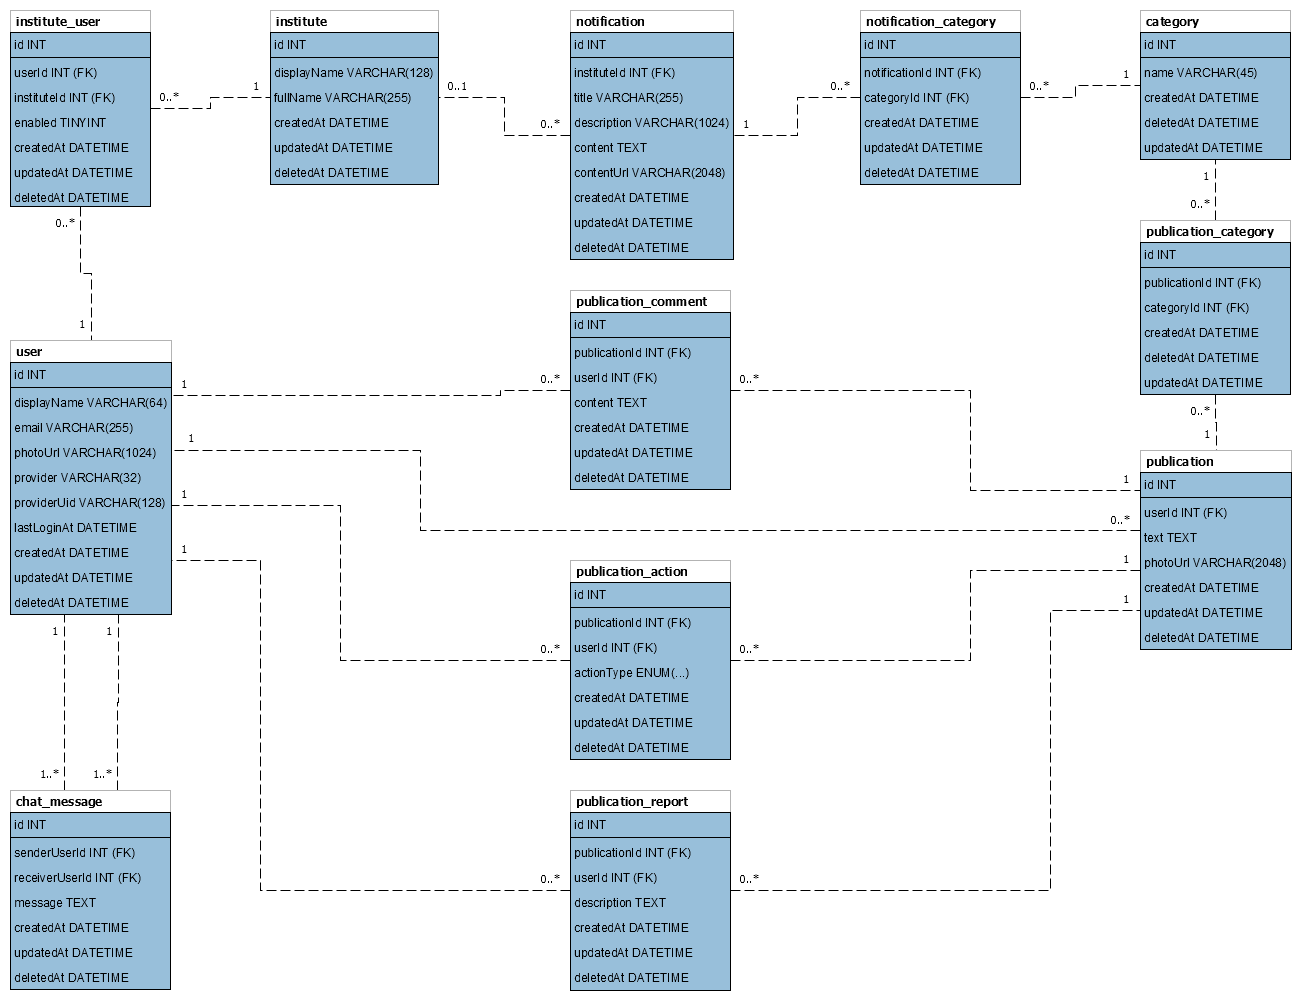 institute_user
id INT
userId INT (FK)
instituteId INT (FK)
enabled TINYINT
createdAt DATETIME
updatedAt DATETIME
deletedAt DATETIME
0..*
1
institute
id INT
displayName VARCHAR(128)
fullName VARCHAR(255)
createdAt DATETIME
updatedAt DATETIME
deletedAt DATETIME
0..1
0..*
notification
id INT
instituteId INT (FK)
title VARCHAR(255)
description VARCHAR(1024)
content TEXT
contentUrl VARCHAR(2048)
createdAt DATETIME
updatedAt DATETIME
deletedAt DATETIME
1
0..*
notification_category
id INT
notificationId INT (FK)
categoryId INT (FK)
createdAt DATETIME
updatedAt DATETIME
deletedAt DATETIME
0..*
1
category
id INT
name VARCHAR(45)
createdAt DATETIME
deletedAt DATETIME
updatedAt DATETIME
1
0..*
publication_category
id INT
publicationId INT (FK)
categoryId INT (FK)
createdAt DATETIME
deletedAt DATETIME
updatedAt DATETIME
0..*
1
0..*
1
user
id INT
displayName VARCHAR(64)
email VARCHAR(255)
photoUrl VARCHAR(1024)
provider VARCHAR(32)
providerUid VARCHAR(128)
lastLoginAt DATETIME
createdAt DATETIME
updatedAt DATETIME
deletedAt DATETIME
1
1
1
1
0..*
publication_comment
id INT
publicationId INT (FK)
userId INT (FK)
content TEXT
createdAt DATETIME
updatedAt DATETIME
deletedAt DATETIME
0..*
1
0..*
1
1
publication
id INT
userId INT (FK)
text TEXT
photoUrl VARCHAR(2048)
createdAt DATETIME
updatedAt DATETIME
deletedAt DATETIME
0..*
publication_action
id INT
publicationId INT (FK)
userId INT (FK)
actionType ENUM(...)
createdAt DATETIME
updatedAt DATETIME
deletedAt DATETIME
0..*
1
1
1..*
1..*
chat_message
id INT
senderUserId INT (FK)
receiverUserId INT (FK)
message TEXT
createdAt DATETIME
updatedAt DATETIME
deletedAt DATETIME
0..*
publication_report
id INT
publicationId INT (FK)
userId INT (FK)
description TEXT
createdAt DATETIME
updatedAt DATETIME
deletedAt DATETIME
0..*